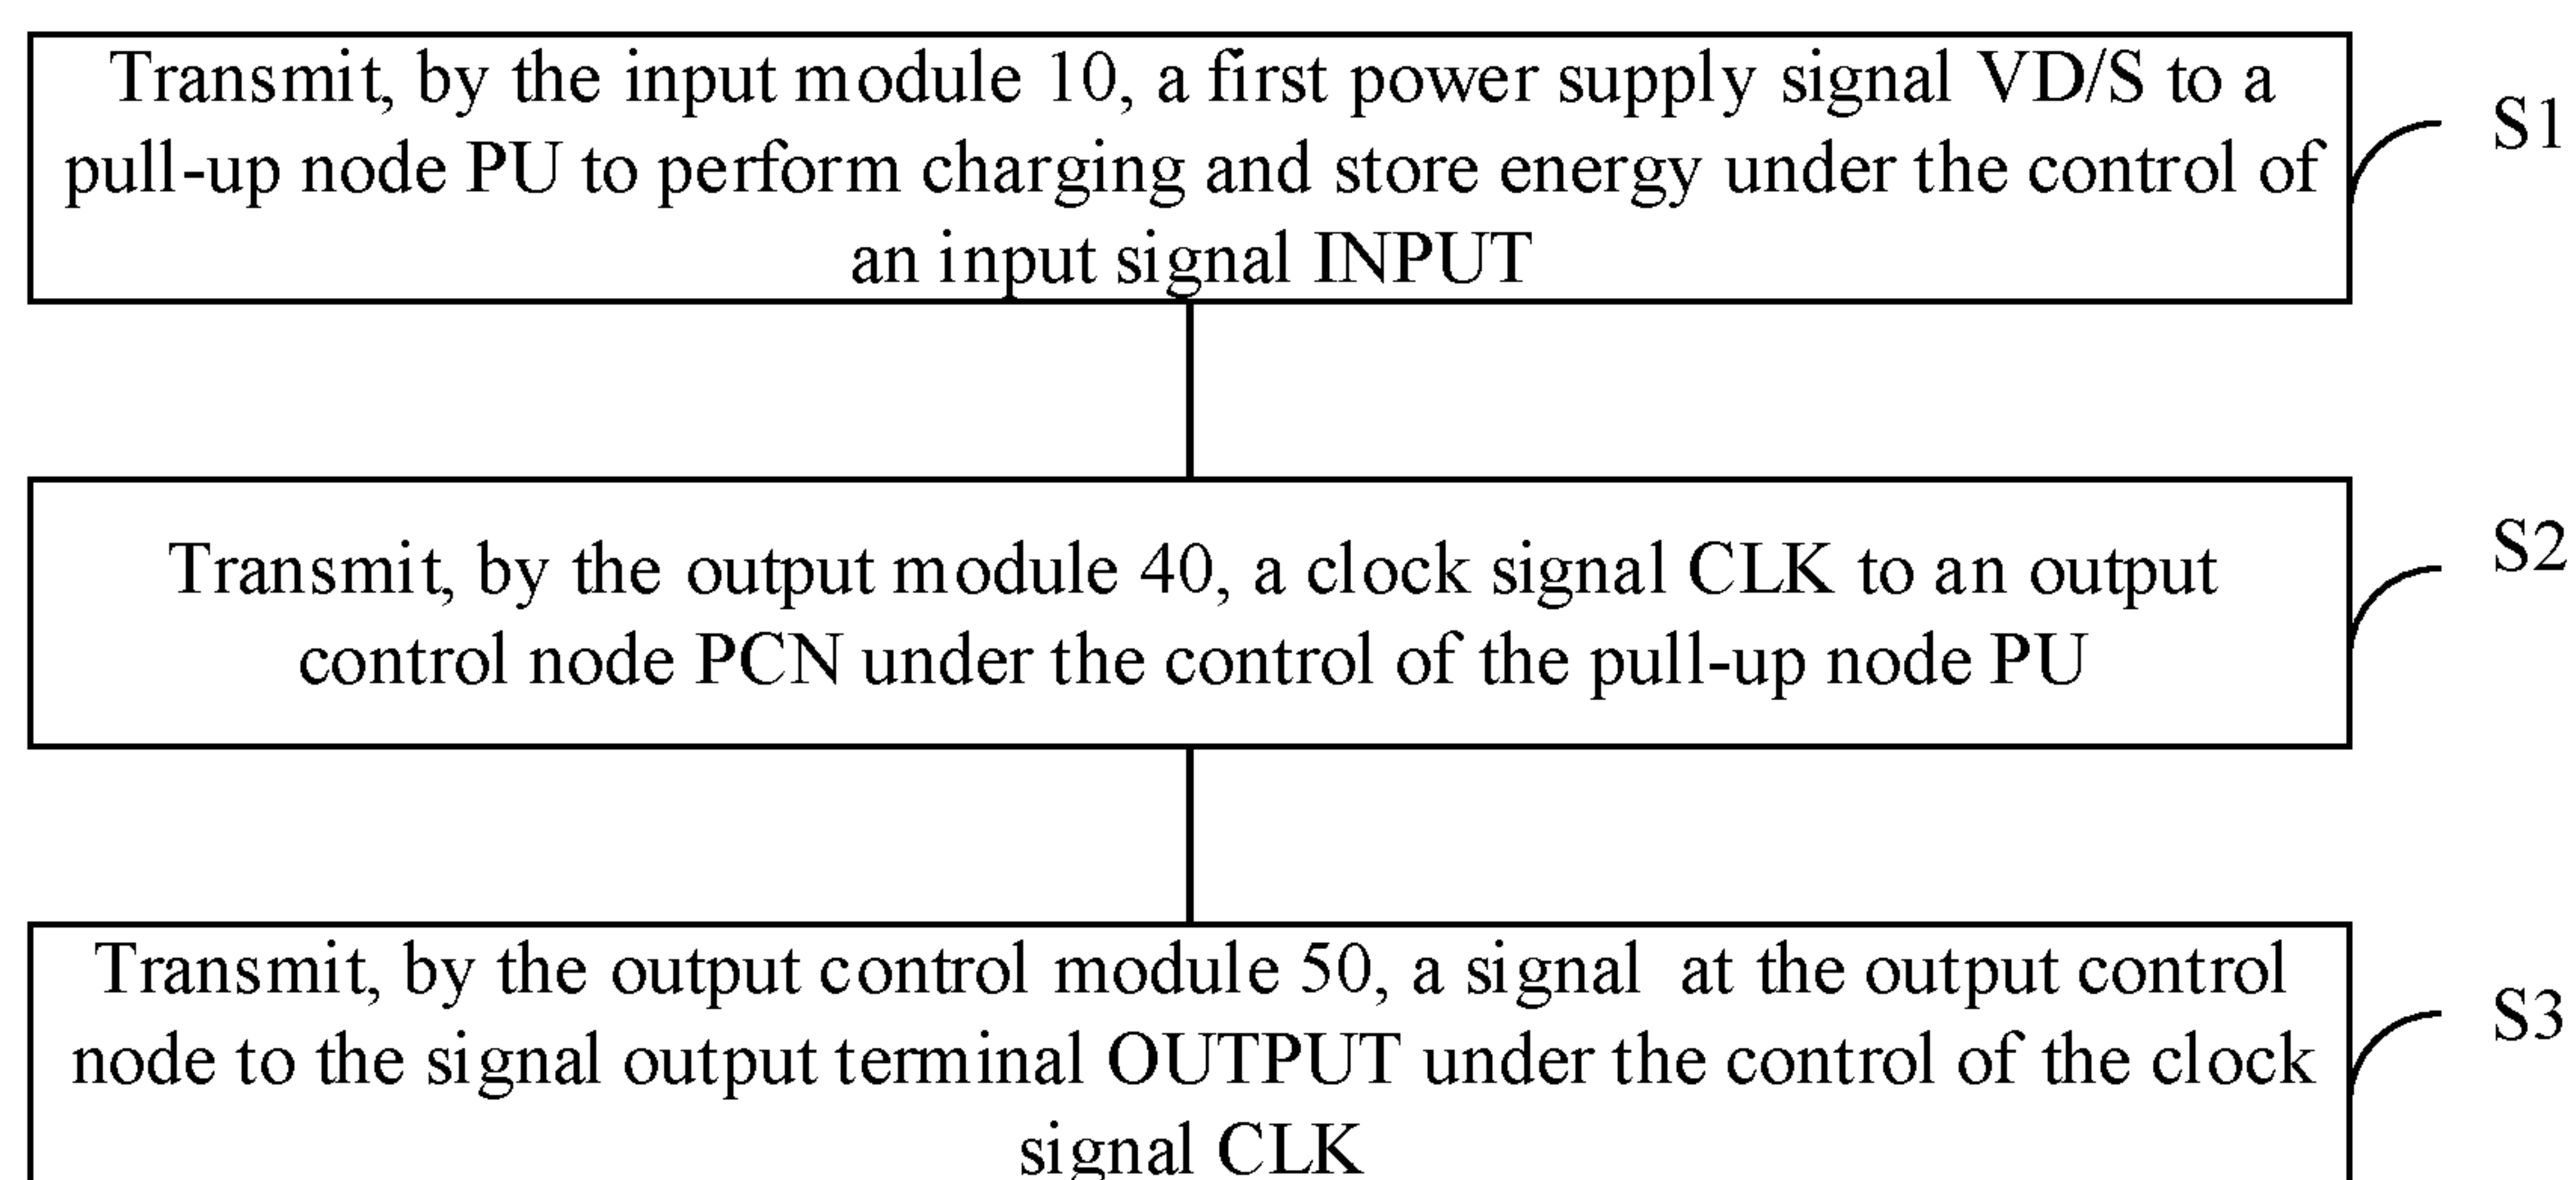 Transmit, by the input module 10, a first power supply signal VD/S to a
pull-up node PU to perform charging and store energy under the control of
an input signal INPUT
S1
Transmit, by the output module 40, a clock signal CLK to an output
control node PCN under the control of the pull-up node PU
S2
Transmit, by the output control module 50, a signal at the output control
node to the signal output terminal OUTPUT under the control of the clock
signal CLK
S3